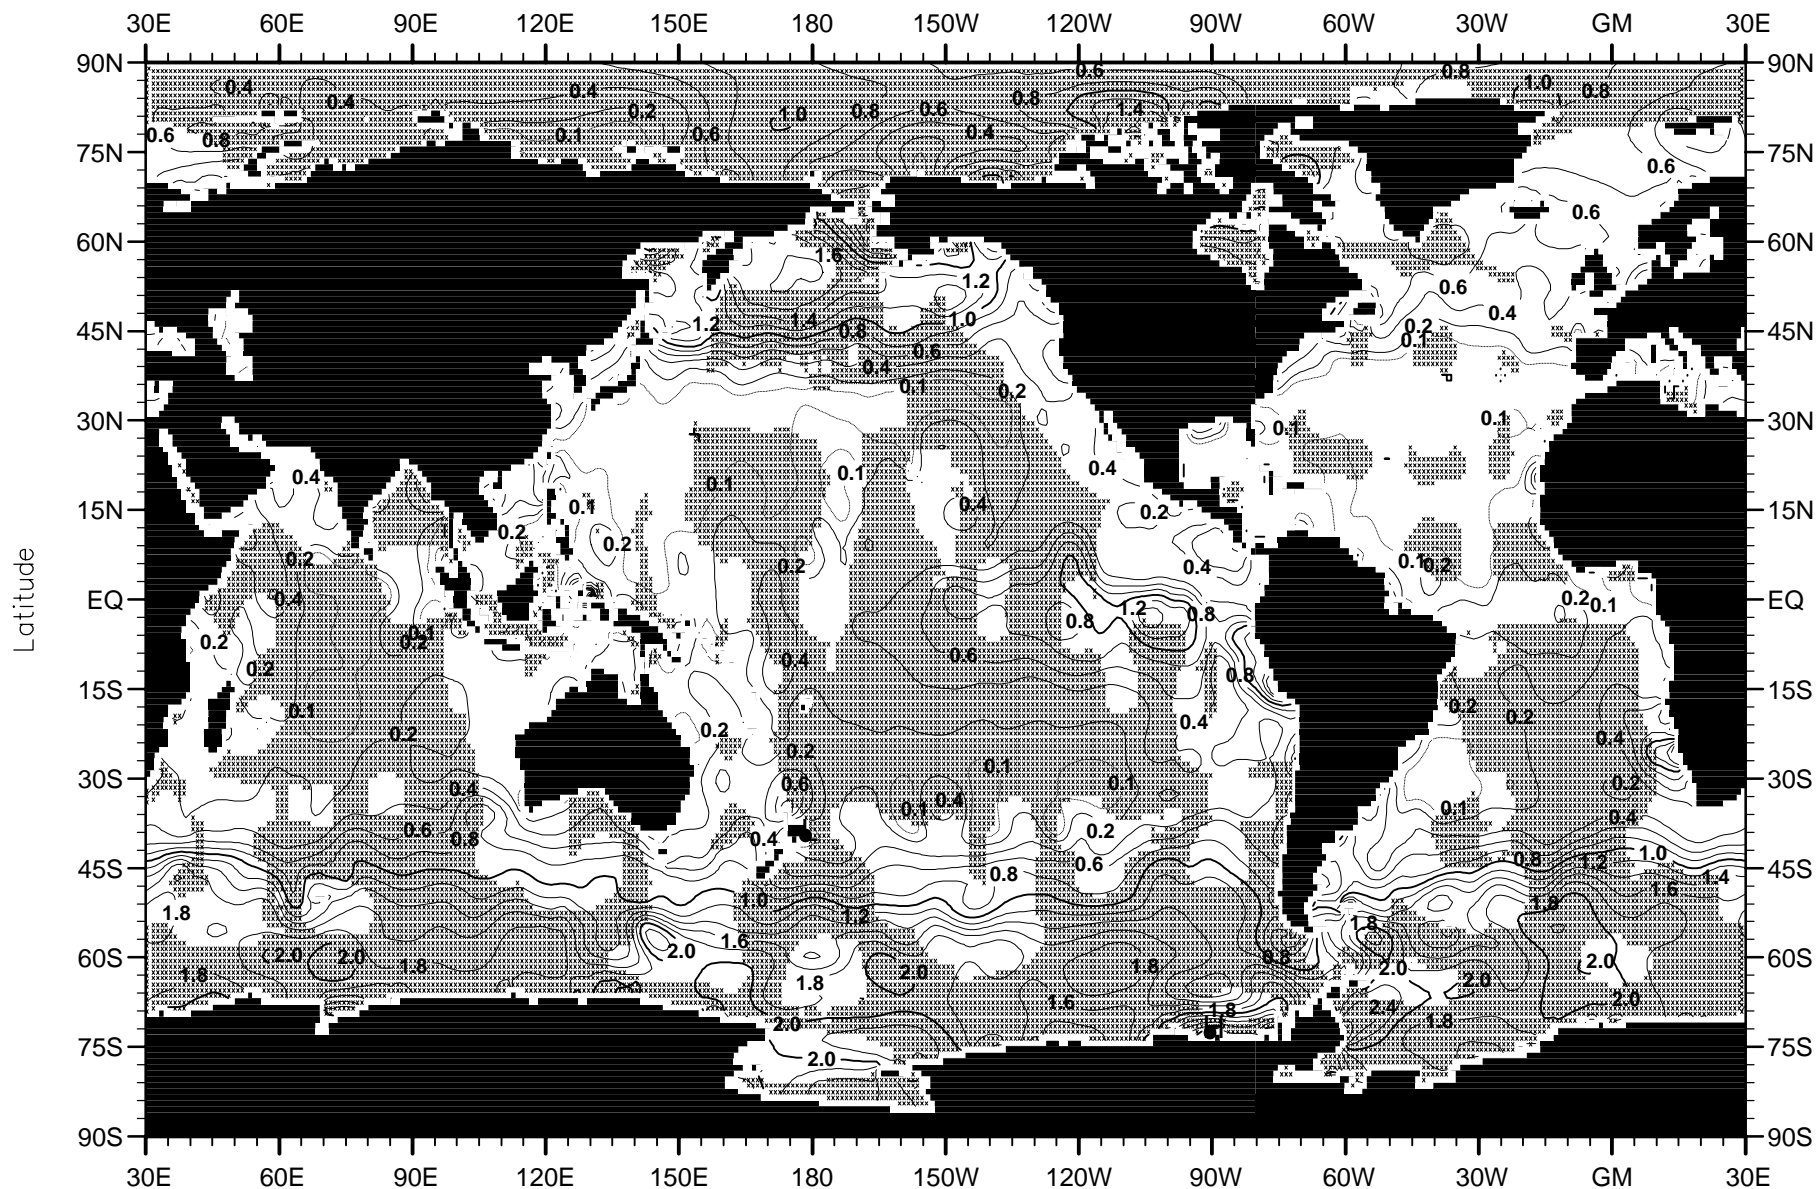 30E 60E 90E 120E 150E 180 150W 120W 90W 60W 30W GM 30E
90N 0.6 0.8 90N
0.4 0.4 0.4 0.2 1.0 0.8 0.6 0.8 1.4 1.0 0.8
0.6 0.8 0.1 0.6 0.4
75N 75N
0.6
0.6
60N 1.6 60N
1.2 0.6
1.2 1.4 0.8 1.0 0.2 0.4
45N 0.6 0.1 45N
0.4
0.1 0.2
30N 0.1 0.1 30N
0.4 0.1 0.1 0.4
15N 0.1 0.4 0.2 15N
0.2 0.2
0.2 0.2 0.4 0.1 0.2
EQ 0.4 1.2 0.8 0.2 0.1 EQ
Latitude
0.2 0.1 0.2 0.8
0.2 0.4 0.6 0.8
15S 15S
0.1 0.2 0.2 0.4 0.2 0.2
0.2 0.1 0.4
30S 0.4 0.6 0.1 0.2 30S
0.1 0.4 0.1
0.6 0.8 0.4 0.2 0.4
45S 0.6 0.8 0.8 1.2 1.0 1.4 45S
1.8 1.0 1.2 1.8 1.6
1.8
60S 2.0 2.0 1.8 2.0 1.6 0.8 60S
1.8 1.8 2.0 1.8 2.0 2.0 2.0
1.6 1.8 2.4 2.0
2.0 1.8
75S 2.0 75S
90S 90S
30E 60E 90E 120E 150E 180 150W 120W 90W 60W 30W GM 30E